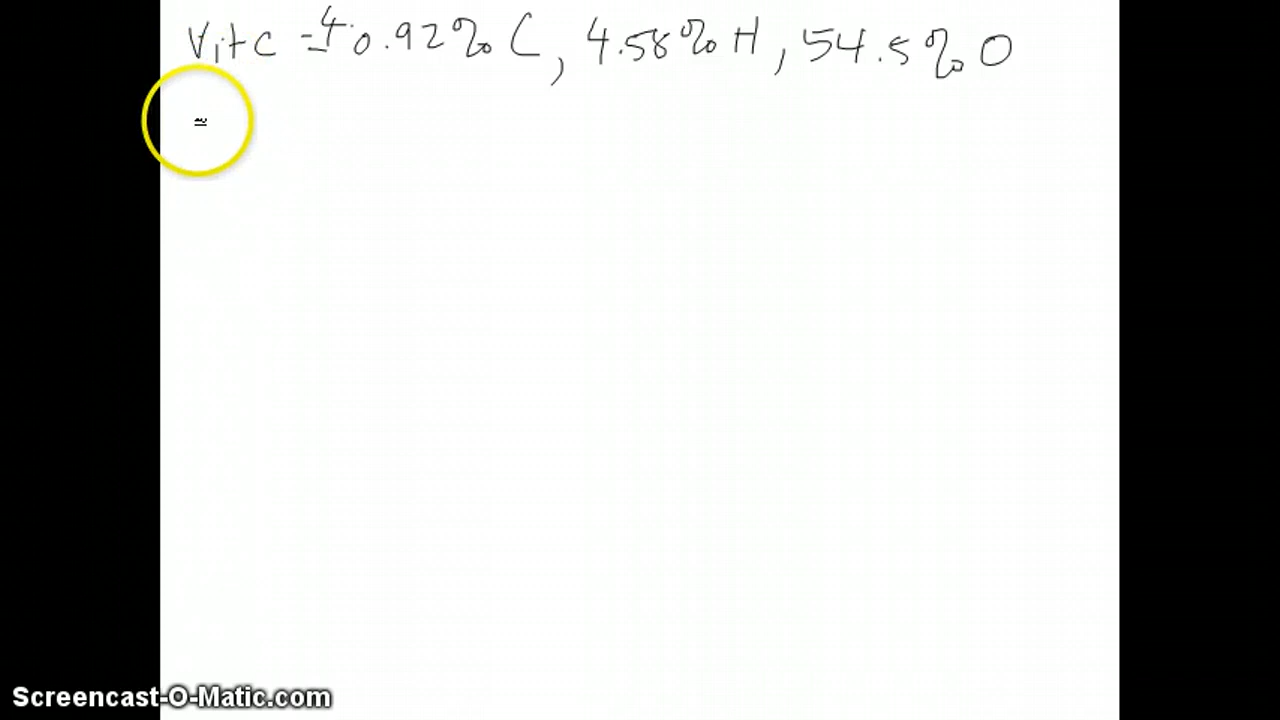 Vit C = 40.92% C, 4.58% H, 54.5% O
Screencast-O-Matic.com